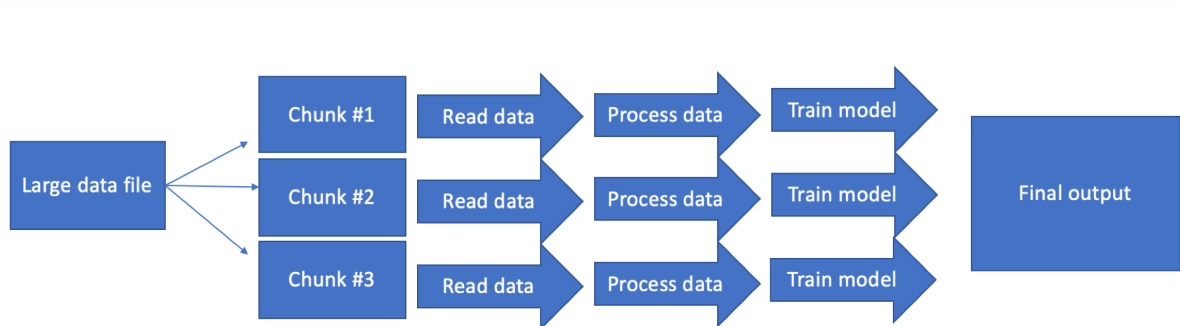 Chunk #1
Read data
Process data
Train model
Large data file
Chunk #2
Read data
Process data
Train model
Final output
Chunk #3
Read data
Process data
Train model